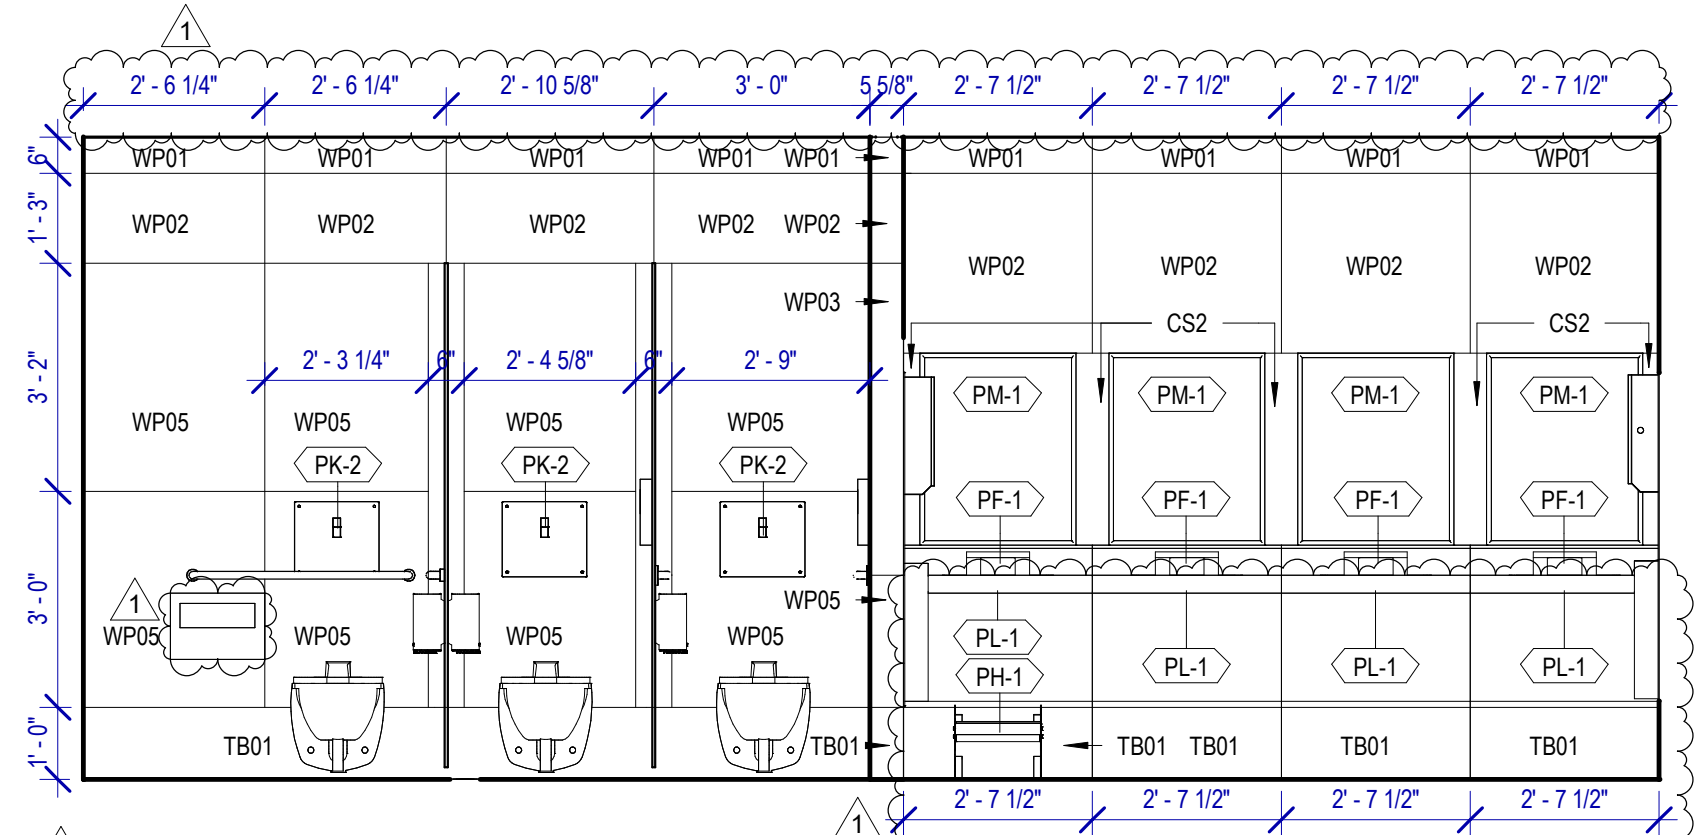 1
2' - 6 1/4" 2' - 6 1/4" 2' - 10 5/8" 3' - 0" 5 5/8" 2' - 7 1/2" 2' - 7 1/2" 2' - 7 1/2" 2' - 7 1/2"
6" WP01 WP01 WP01 WP01 WP01 WP01 WP01 WP01 WP01
1' - 3" WP02 WP02 WP02 WP02 WP02
WP02 WP02 WP02 WP02
WP03
CS2 CS2
3' - 2" 2' - 3 1/4" 6" 2' - 4 5/8" 6" 2' - 9"
PM-1 PM-1 PM-1 PM-1
WP05 WP05 WP05 WP05
PK-2 PK-2 PK-2
PF-1 PF-1 PF-1 PF-1
3' - 0" 1 WP05
WP05 WP05 WP05 WP05
PL-1
PL-1 PL-1 PL-1
PH-1
1' - 0" TB01 TB01 TB01 TB01 TB01 TB01
2' - 7 1/2" 2' - 7 1/2" 2' - 7 1/2" 2' - 7 1/2"
1